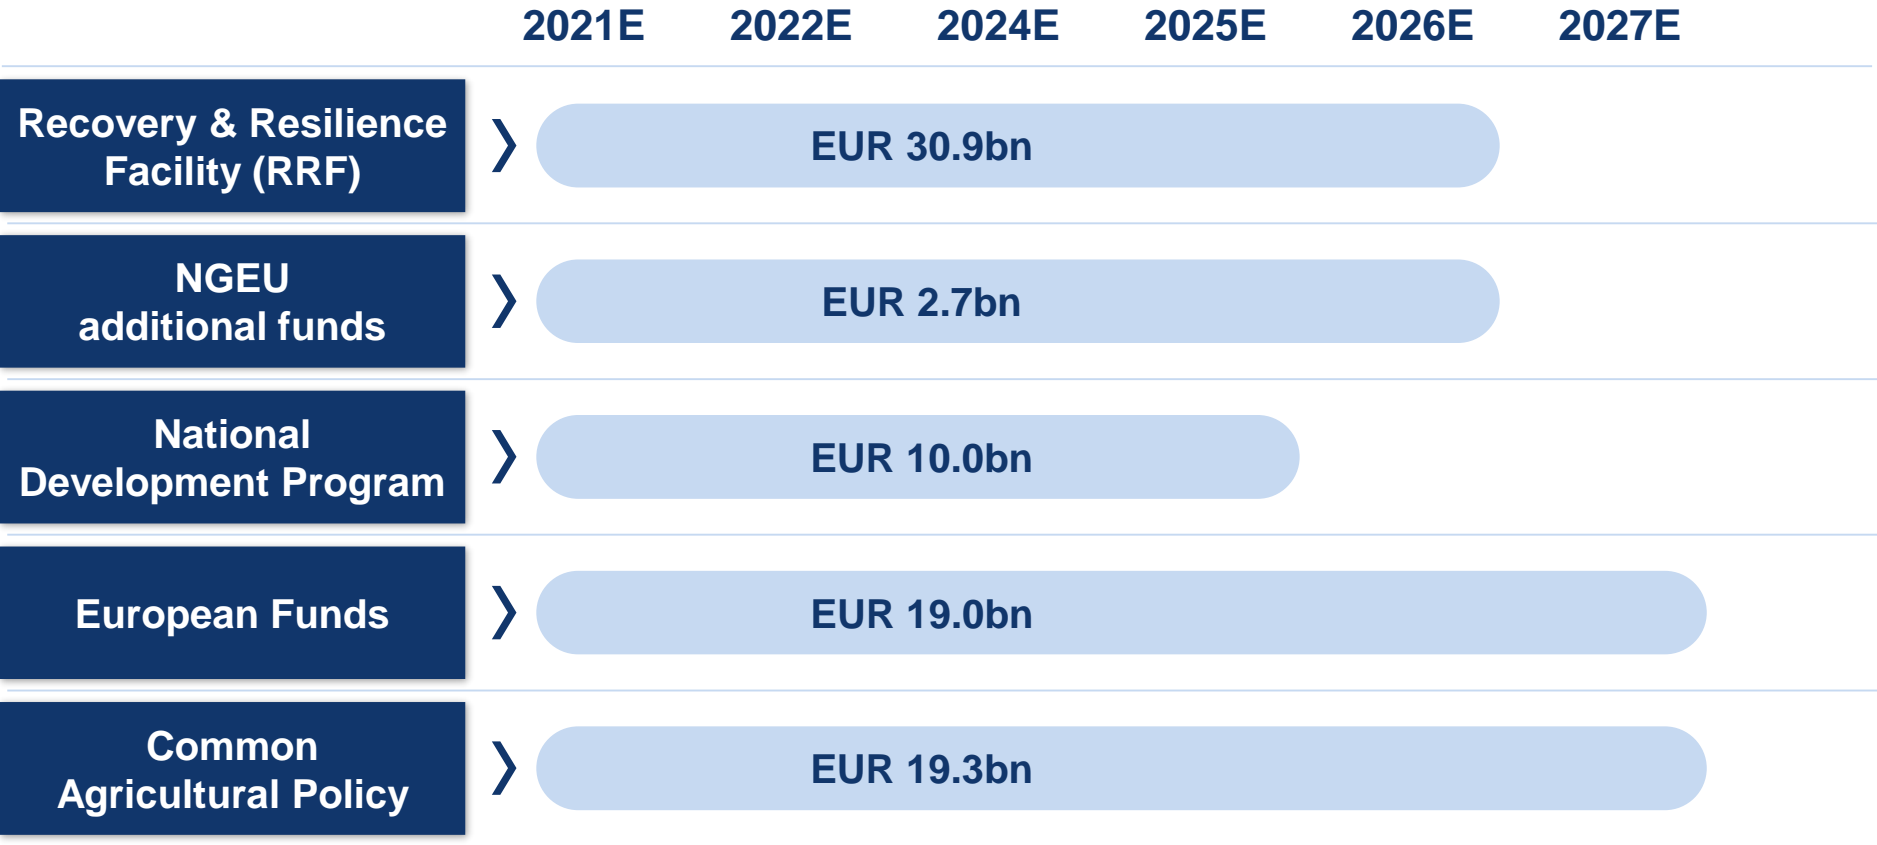 2021E 2022E 2024E 2025E 2026E 2027E
Recovery & Resilience
Facility (RRF)
EUR 30.9bn
NGEU
additional funds
EUR 2.7bn
National
Development Program
EUR 10.0bn
European Funds
EUR 19.0bn
Common
Agricultural Policy
EUR 19.3bn